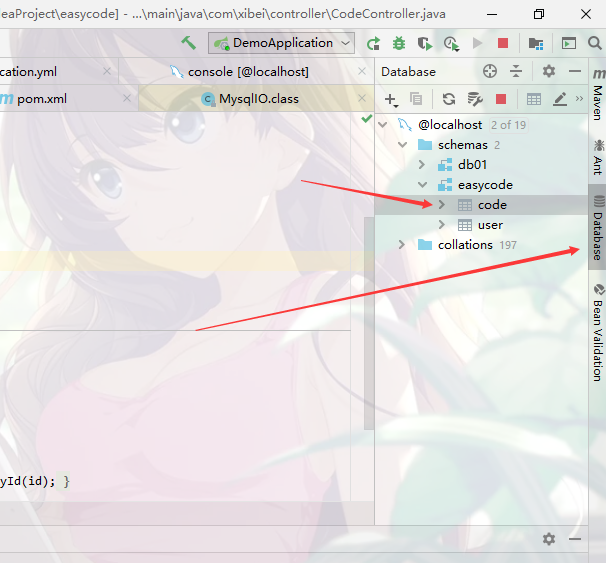 eaProject\easycode] - ...\main\java\com\xibei\controller\CodeController.java
DemoApplication
cation.yml
console [@localhost]
Database
m pom.xml
MysqlIO.class
@localhost 2 of 19
schemas 2
db01
easycode
code
user
collations 197
yId(id); }
m Maven
Ant
Database
Bean Validation